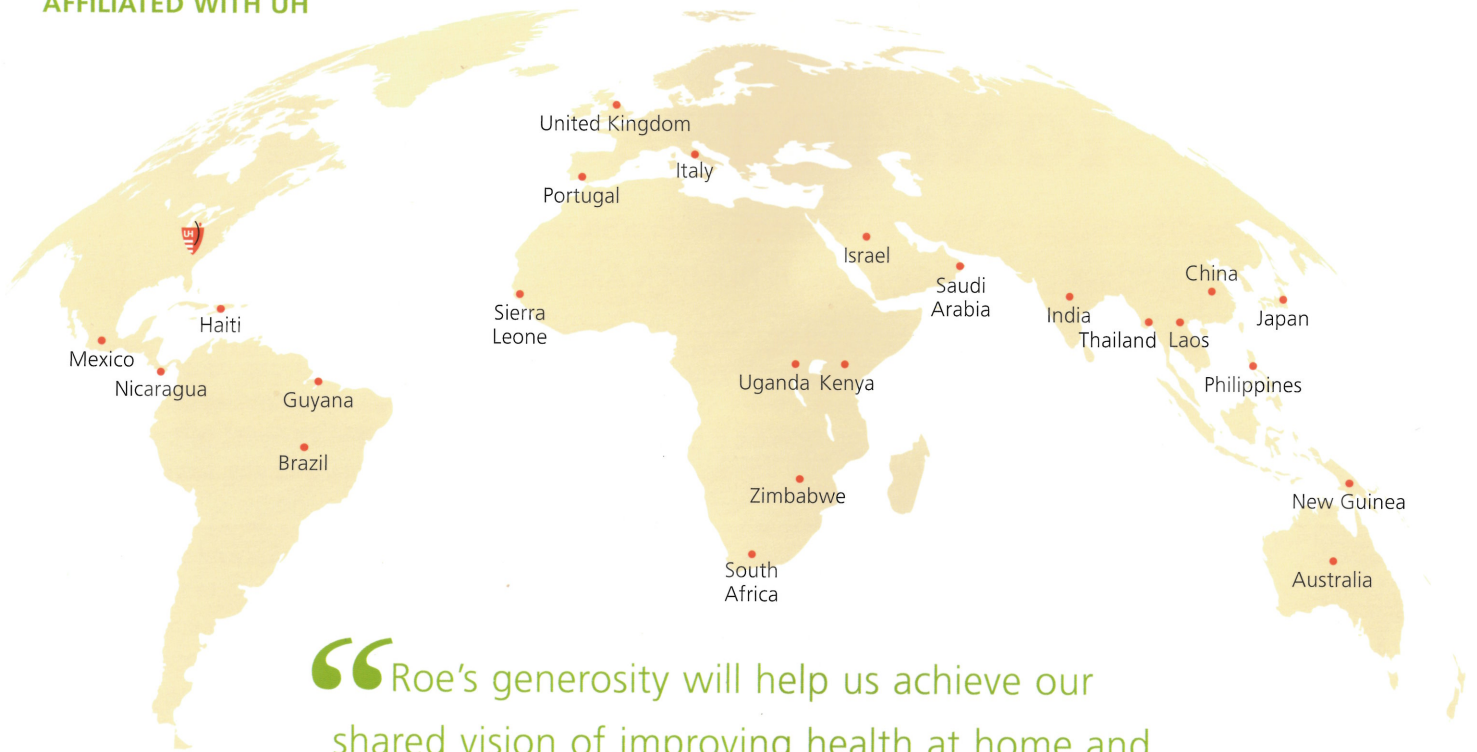 AFFILIATED WITH UH
United Kingdom
Italy
Portugal
UH
Israel
Saudi
Arabia
China
Haiti
Sierra
Leone
India
Japan
Mexico
Thailand
Laos
Nicaragua
Guyana
Uganda
Kenya
Philippines
Brazil
Zimbabwe
New Guinea
South
Africa
Australia
“Roe’s generosity will help us achieve our
shared vision of improving health at home and